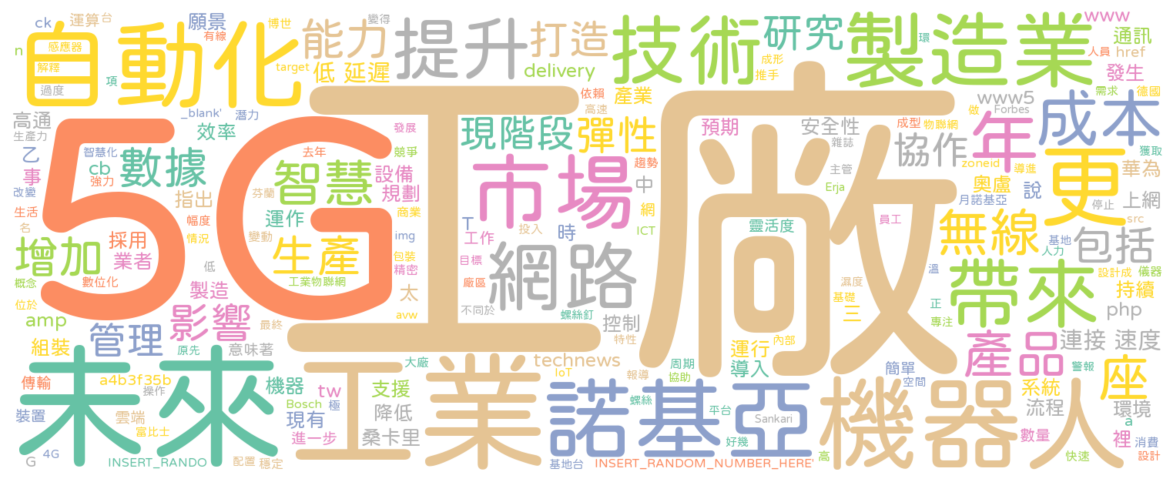 ck
運算
台
願景
博世
變得
能力
提升
打造
技術
研究
製造業
www
通訊
n
感應器
有線
自動化
環
人員
href
解釋
項
target
低
延遲
delivery
成形
推手
發生
過度
_blank'
潛力
依賴
產業
高速
www5
Forbes
需求
德國
高通
生產力
效率
5G
工廠
發展
現階段
彈性
預期
安全性
雜誌
成型
物聯網
做
年
成本
乙
智慧化
數據
去年
競爭
智慧
設備
規劃
趨勢
主管
協作
zoneid
導進
獲取
更
華為
事
cb
強力
改變
指出
芬蘭
市場
中
Erja
奧盧
月諾基亞
說
停止
上網
生活
名
幅度
運作
商業
img
T
時
網
ICT
靈活度
員工
無線
src
增加
採用
業者
情況
變動
生產
包裝
精密
工作
投入
基地
人力
包括
概念
數位化
低
工業物聯網
目標
網路
溫
帶來
設計成
儀器
位於
製造
太
廠區
濕度
正
持續
amp
影響
avw
不同於
螺絲釘
基礎
三
專注
php
組裝
管理
最終
控制
特性
原先
意味著
technews
運行
內部
產品
連接
速度
未來
工業
大廠
IoT
報導
周期
協助
導入
簡單
空間
警報
座
傳輸
a4b3f35b
機器
tw
支援
諾基亞
螺絲
機器人
系統
操作
裝置
雲端
Bosch
極
現有
降低
平台
Sankari
流程
環境
數量
a
裡
富比士
進一步
桑卡里
好幾
消費
G
4G
INSERT_RANDO
配置
穩定
基地台
INSERT_RANDOM_NUMBER_HERE
高
快速
設計